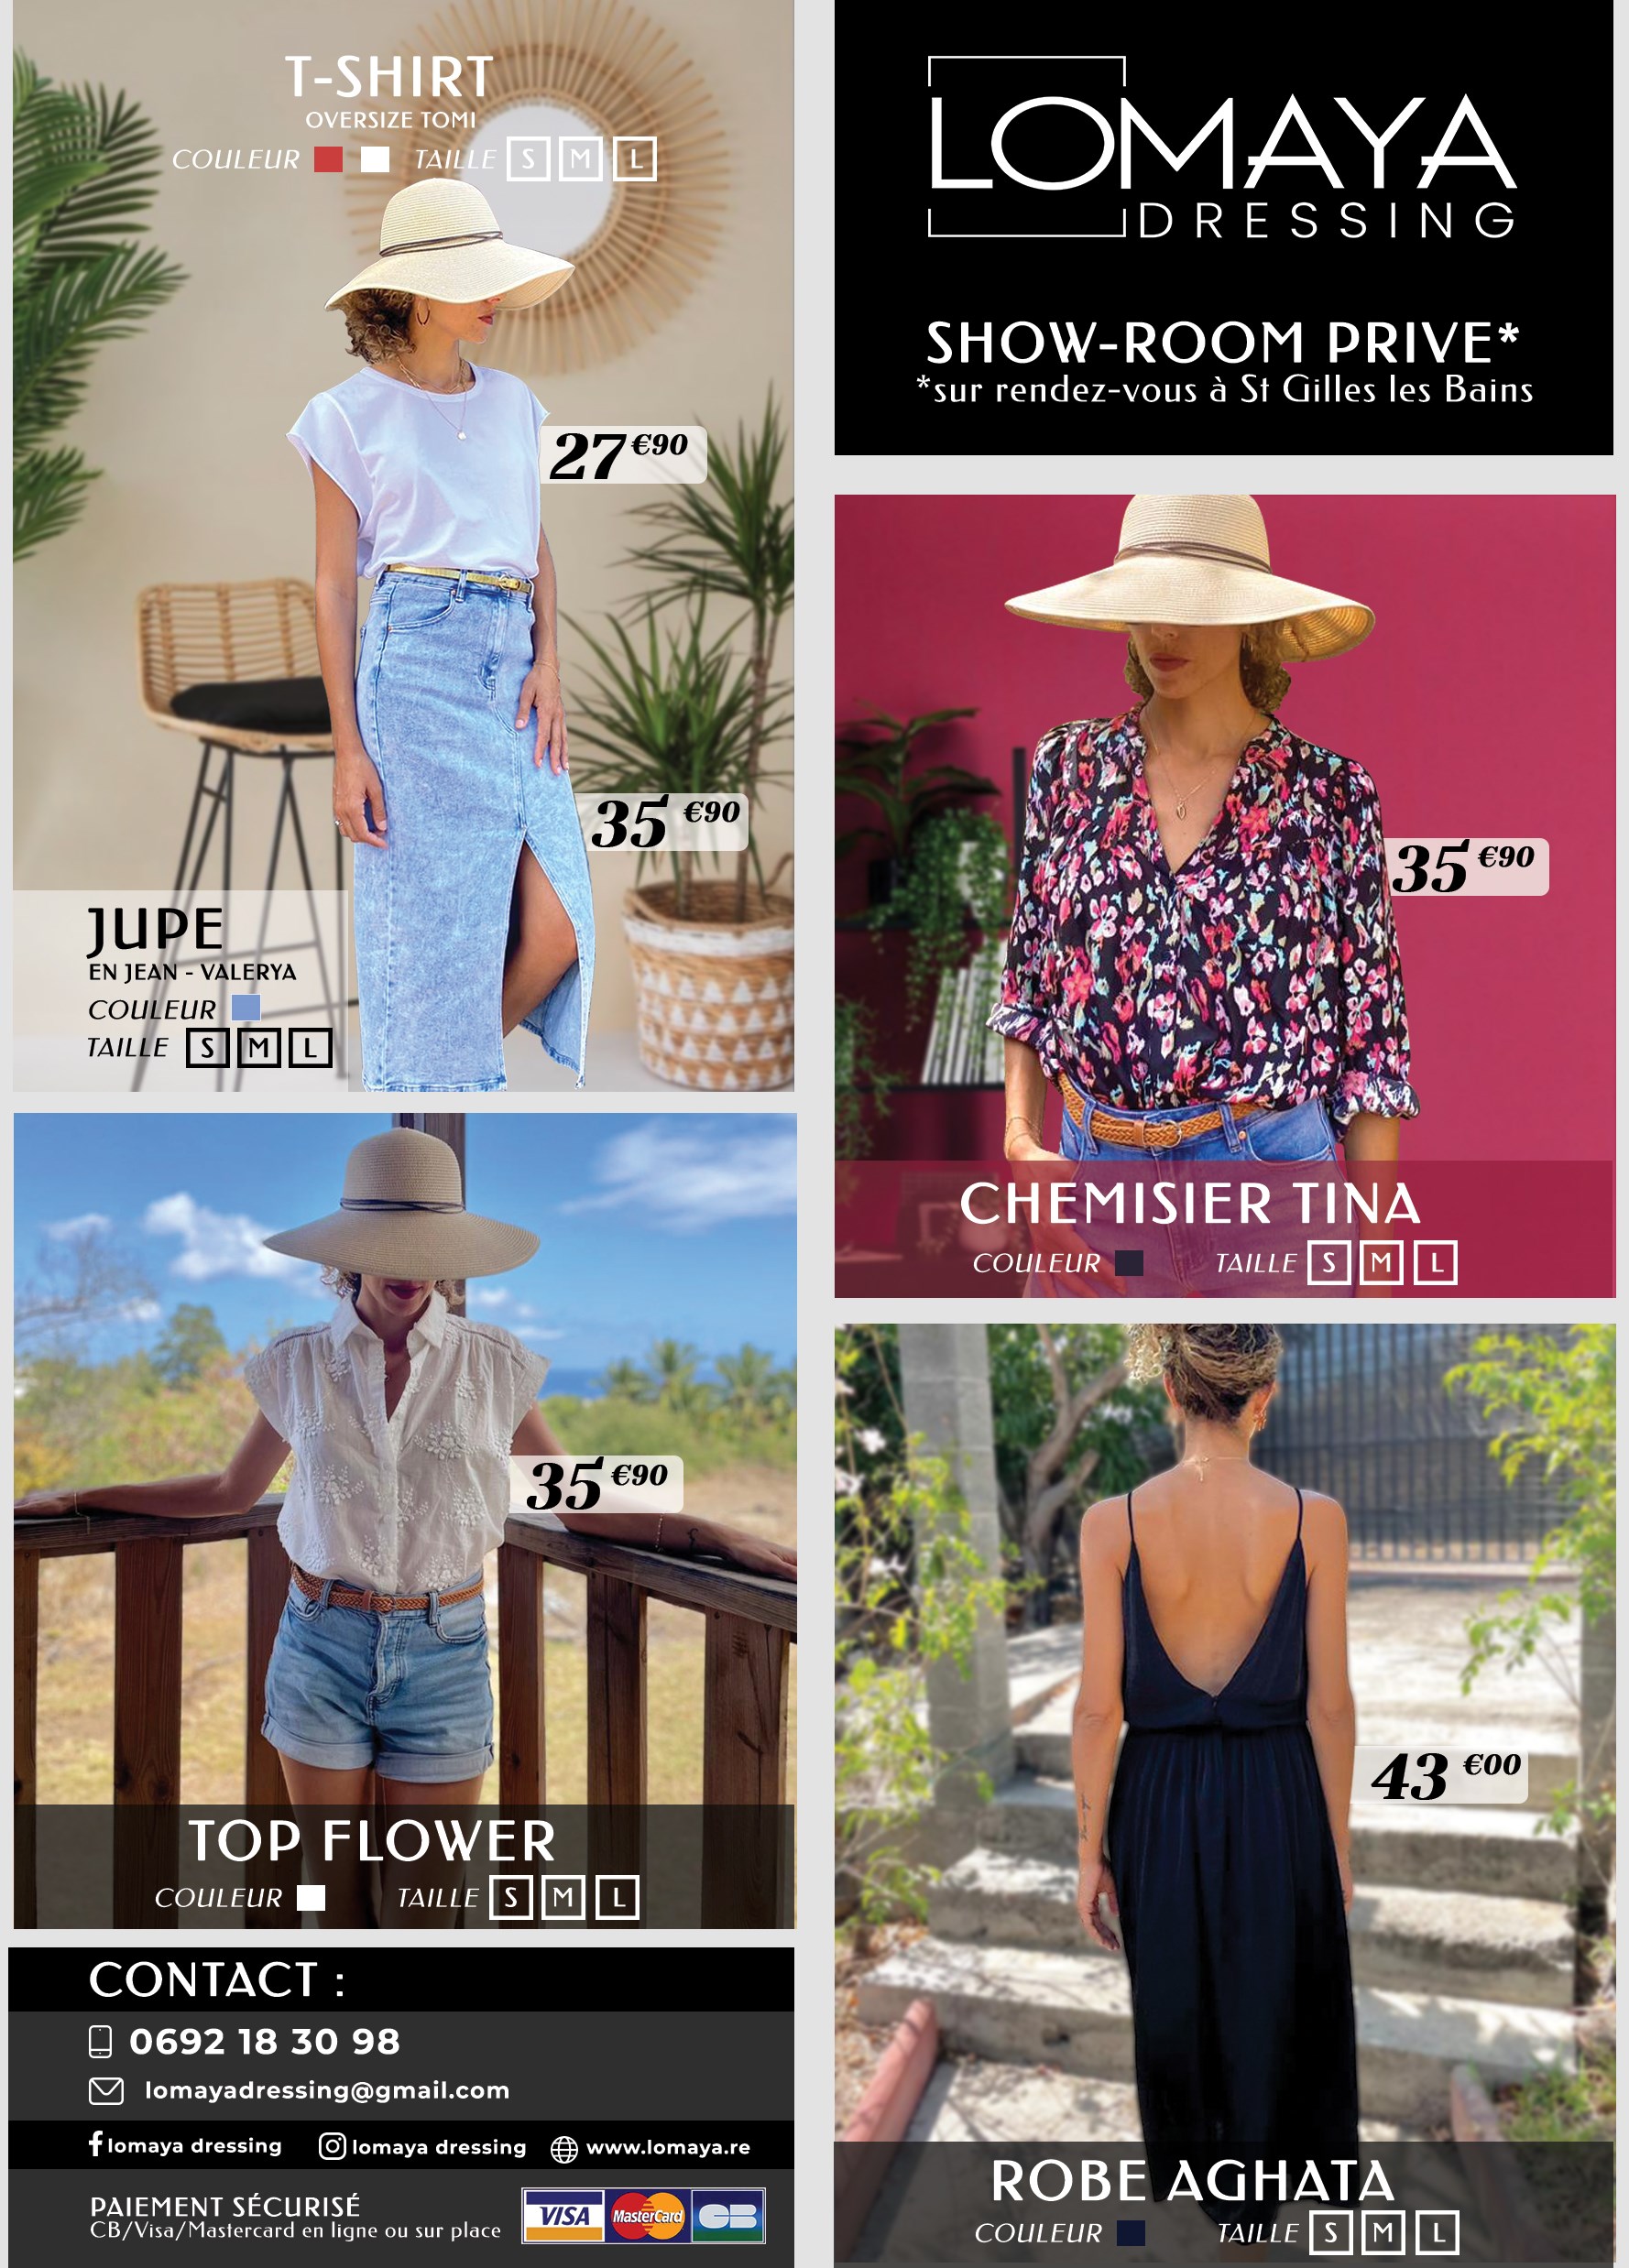 T-SHIRT
OVERSIZE TOMI
COULEUR TAILLE S M L
27 €90
35 €90
JUPE
EN JEAN - VALERYA
COULEUR
TAILLE S M L
35 €90
TOP FLOWER
COULEUR TAILLE S M L
CONTACT :
0692 18 30 98
lomayadressing@gmail.com
lomaya dressing lomaya dressing www.lomaya.re
PAIEMENT SÉCURISÉ
CB/Visa/Mastercard en ligne ou sur place
VISA MasterCard CB
LOMAYA
DRESSING
SHOW-ROOM PRIVE*
*sur rendez-vous à St Gilles les Bains
35 €90
CHEMISIER TINA
COULEUR TAILLE S M L
43 €00
ROBE AGHATA
COULEUR TAILLE S M L